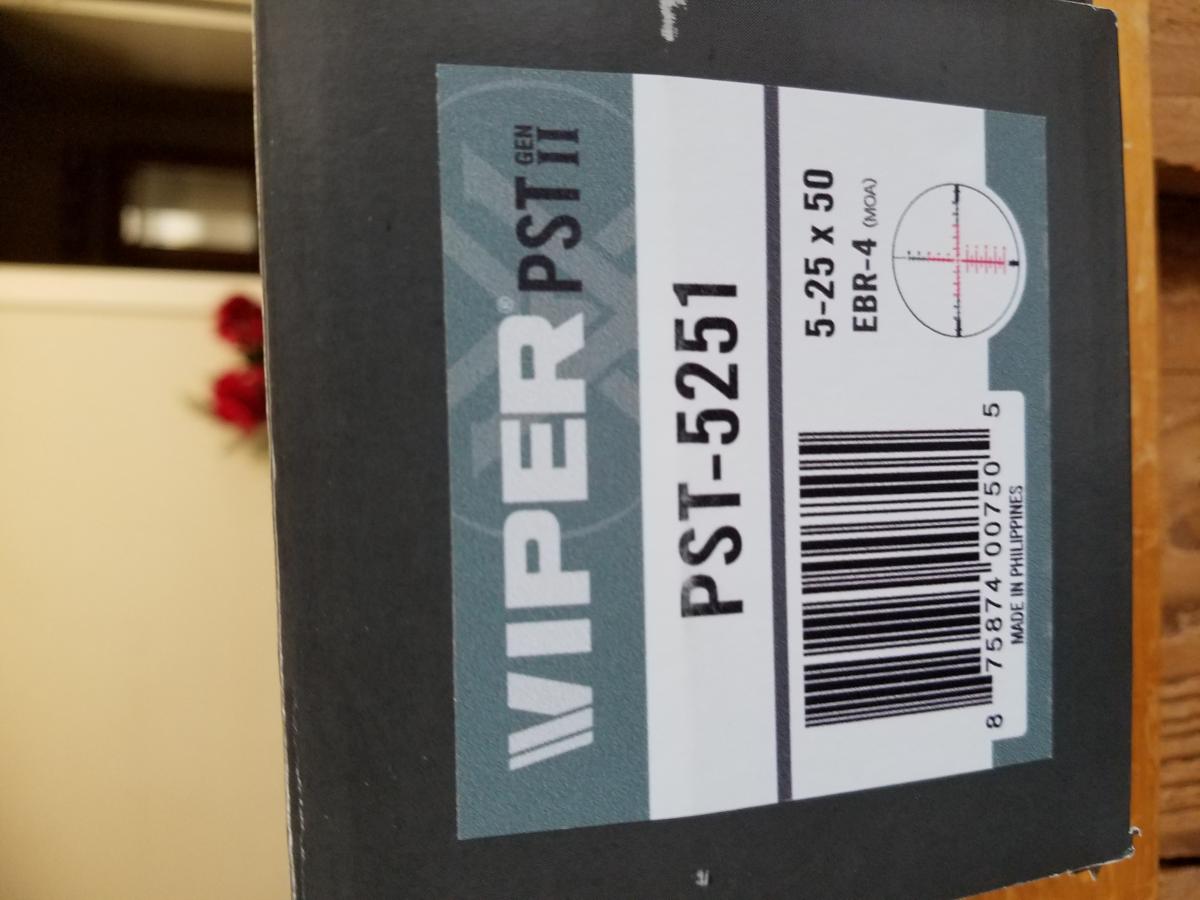 VIPER® PST GEN II
PST-5251
5-25 x 50
EBR-4 (MOA)
8 75874 00750 5
MADE IN PHILIPPINES